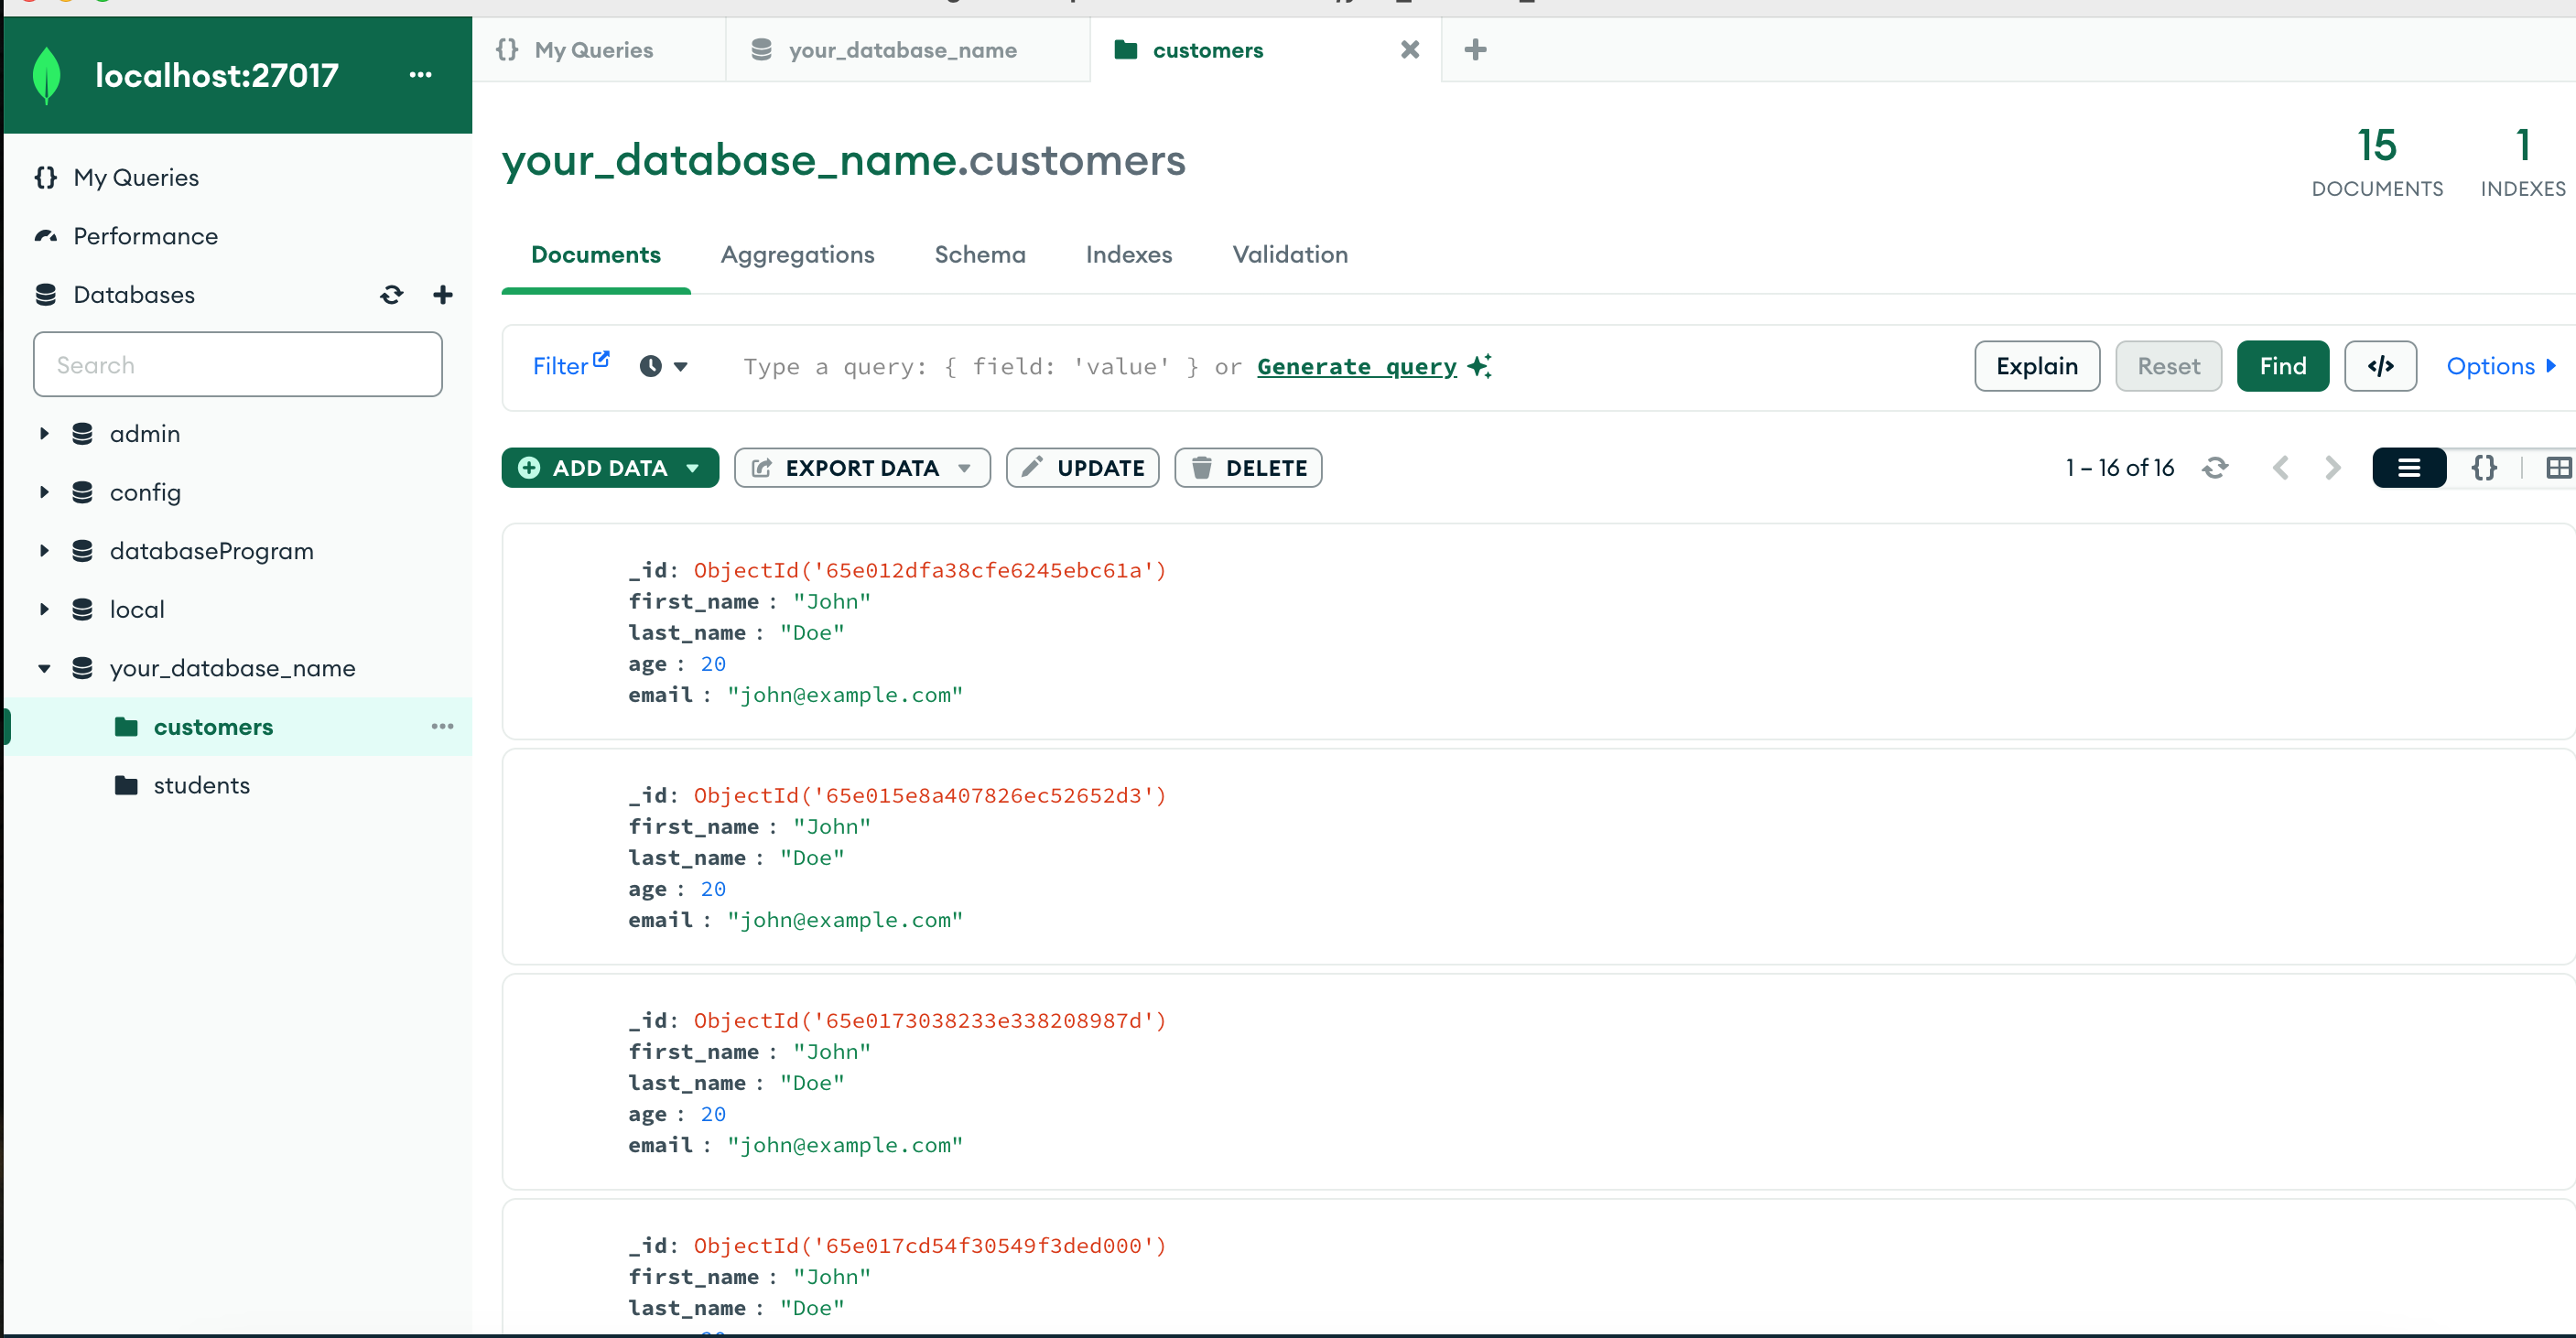 localhost:27017
My Queries
Performance
Databases
Search
admin
config
databaseProgram
local
your_database_name
customers
students
My Queries
your_database_name
customers
your_database_name.customers
15
DOCUMENTS
1
INDEXES
Documents Aggregations Schema Indexes Validation
Filter Type a query: { field: 'value' } or Generate query Explain Reset Find </> Options
ADD DATA EXPORT DATA UPDATE DELETE 1 – 16 of 16 {}
_id: ObjectId('65e012dfa38cfe6245ebc61a')
first_name : "John"
last_name : "Doe"
age : 20
email : "john@example.com"
_id: ObjectId('65e015e8a407826ec52652d3')
first_name : "John"
last_name : "Doe"
age : 20
email : "john@example.com"
_id: ObjectId('65e0173038233e338208987d')
first_name : "John"
last_name : "Doe"
age : 20
email : "john@example.com"
_id: ObjectId('65e017cd54f30549f3ded000')
first_name : "John"
last_name : "Doe"